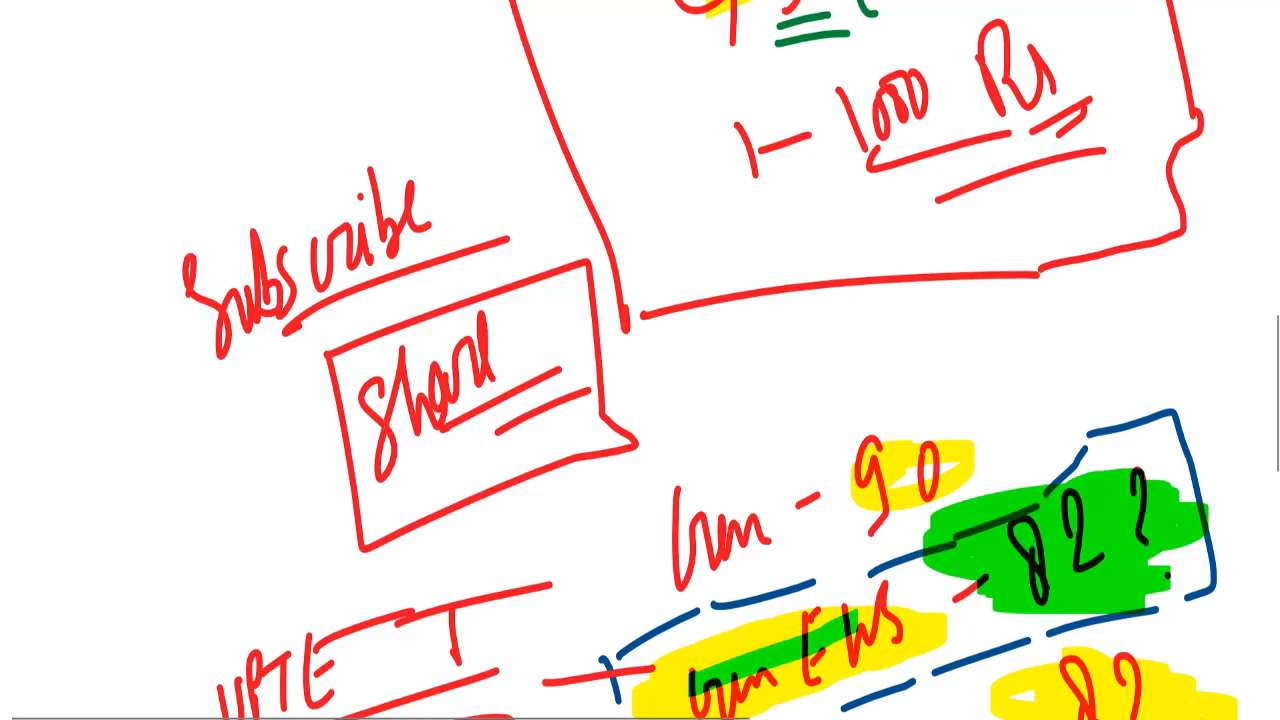 1- 1000 Rs
Subscribe
Share
Gen - 90
UPTET - Gen EWS - 82 ?
82